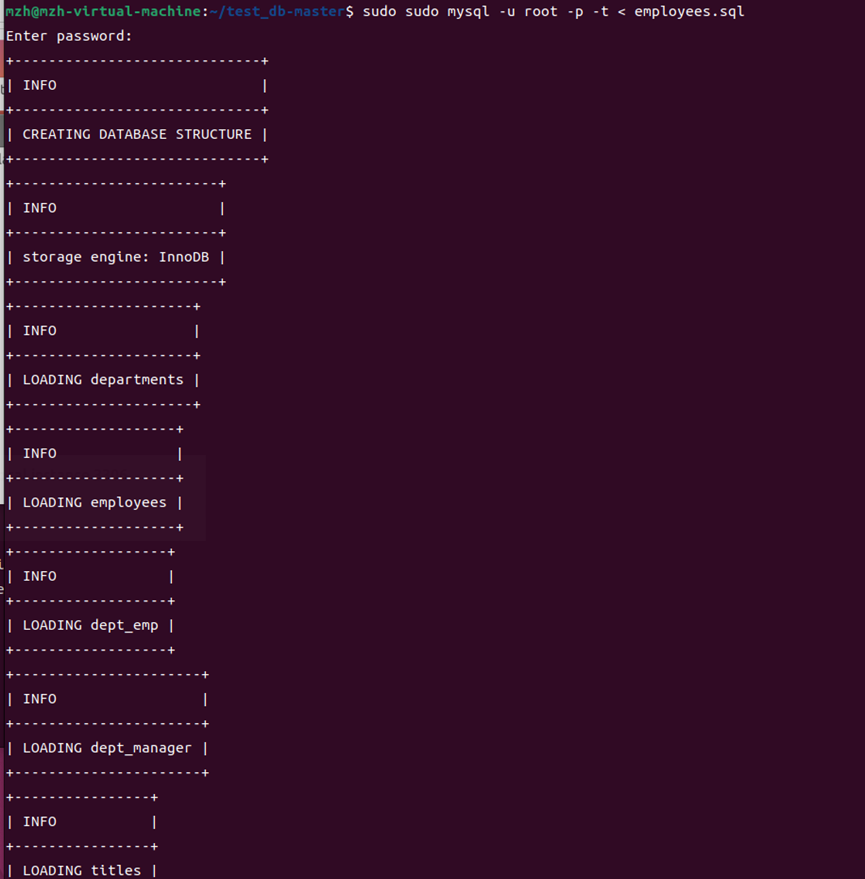 mzh@mzh-virtual-machine:~/test_db-master$ sudo sudo mysql -u root -p -t < employees.sql
Enter password:
+-----------------------------+
| INFO                        |
+-----------------------------+
| CREATING DATABASE STRUCTURE |
+-----------------------------+
+------------------------+
| INFO                   |
+------------------------+
| storage engine: InnoDB |
+------------------------+
+---------------------+
| INFO                |
+---------------------+
| LOADING departments |
+---------------------+
+-------------------+
| INFO              |
+-------------------+
| LOADING employees |
+-------------------+
+------------------+
| INFO             |
+------------------+
| LOADING dept_emp |
+------------------+
+----------------------+
| INFO                 |
+----------------------+
| LOADING dept_manager |
+----------------------+
+----------------+
| INFO           |
+----------------+
| LOADING titles |